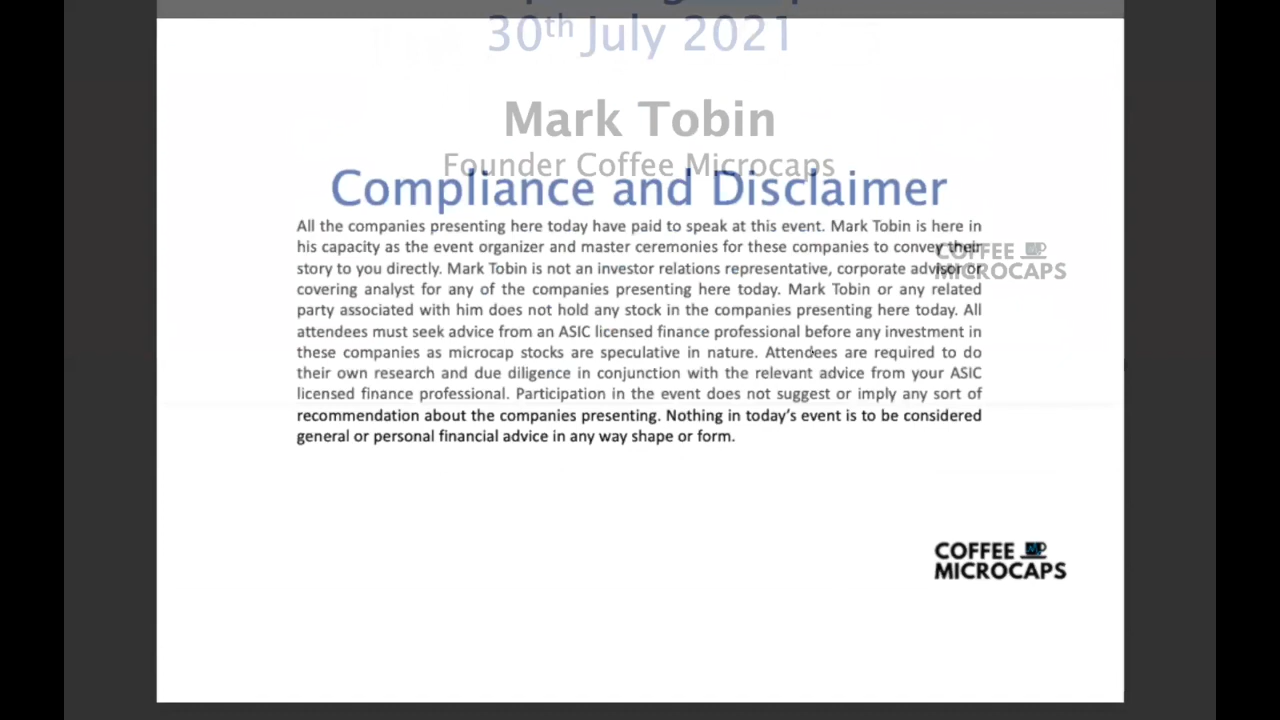 30th July 2021
Mark Tobin
Founder Coffee Microcaps
Compliance and Disclaimer
All the companies presenting here today have paid to speak at this event. Mark Tobin is here in
his capacity as the event organizer and master ceremonies for these companies to convey their
story to you directly. Mark Tobin is not an investor relations representative, corporate advisor or
covering analyst for any of the companies presenting here today. Mark Tobin or any related
party associated with him does not hold any stock in the companies presenting here today. All
attendees must seek advice from an ASIC licensed finance professional before any investment in
these companies as microcap stocks are speculative in nature. Attendees are required to do
their own research and due diligence in conjunction with the relevant advice from your ASIC
licensed finance professional. Participation in the event does not suggest or imply any sort of
recommendation about the companies presenting. Nothing in today's event is to be considered
general or personal financial advice in any way shape or form.
COFFEE
MICROCAPS
COFFEE
MICROCAPS